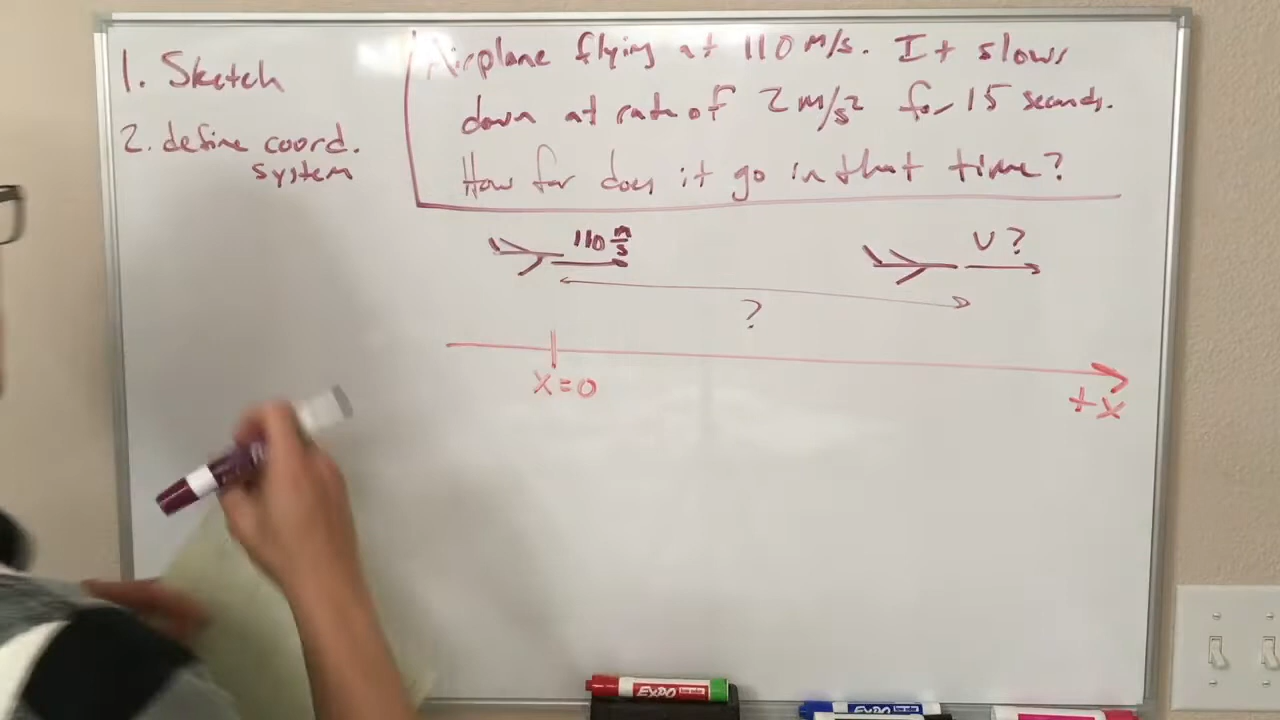 1. Sketch
2. define coord.
system
Airplane flying at 110 m/s. It slows
down at rate of 2 m/s² for 15 seconds.
How far does it go in that time?
110 m/s
v ?
?
x=0
+x
EXPO
EXPO